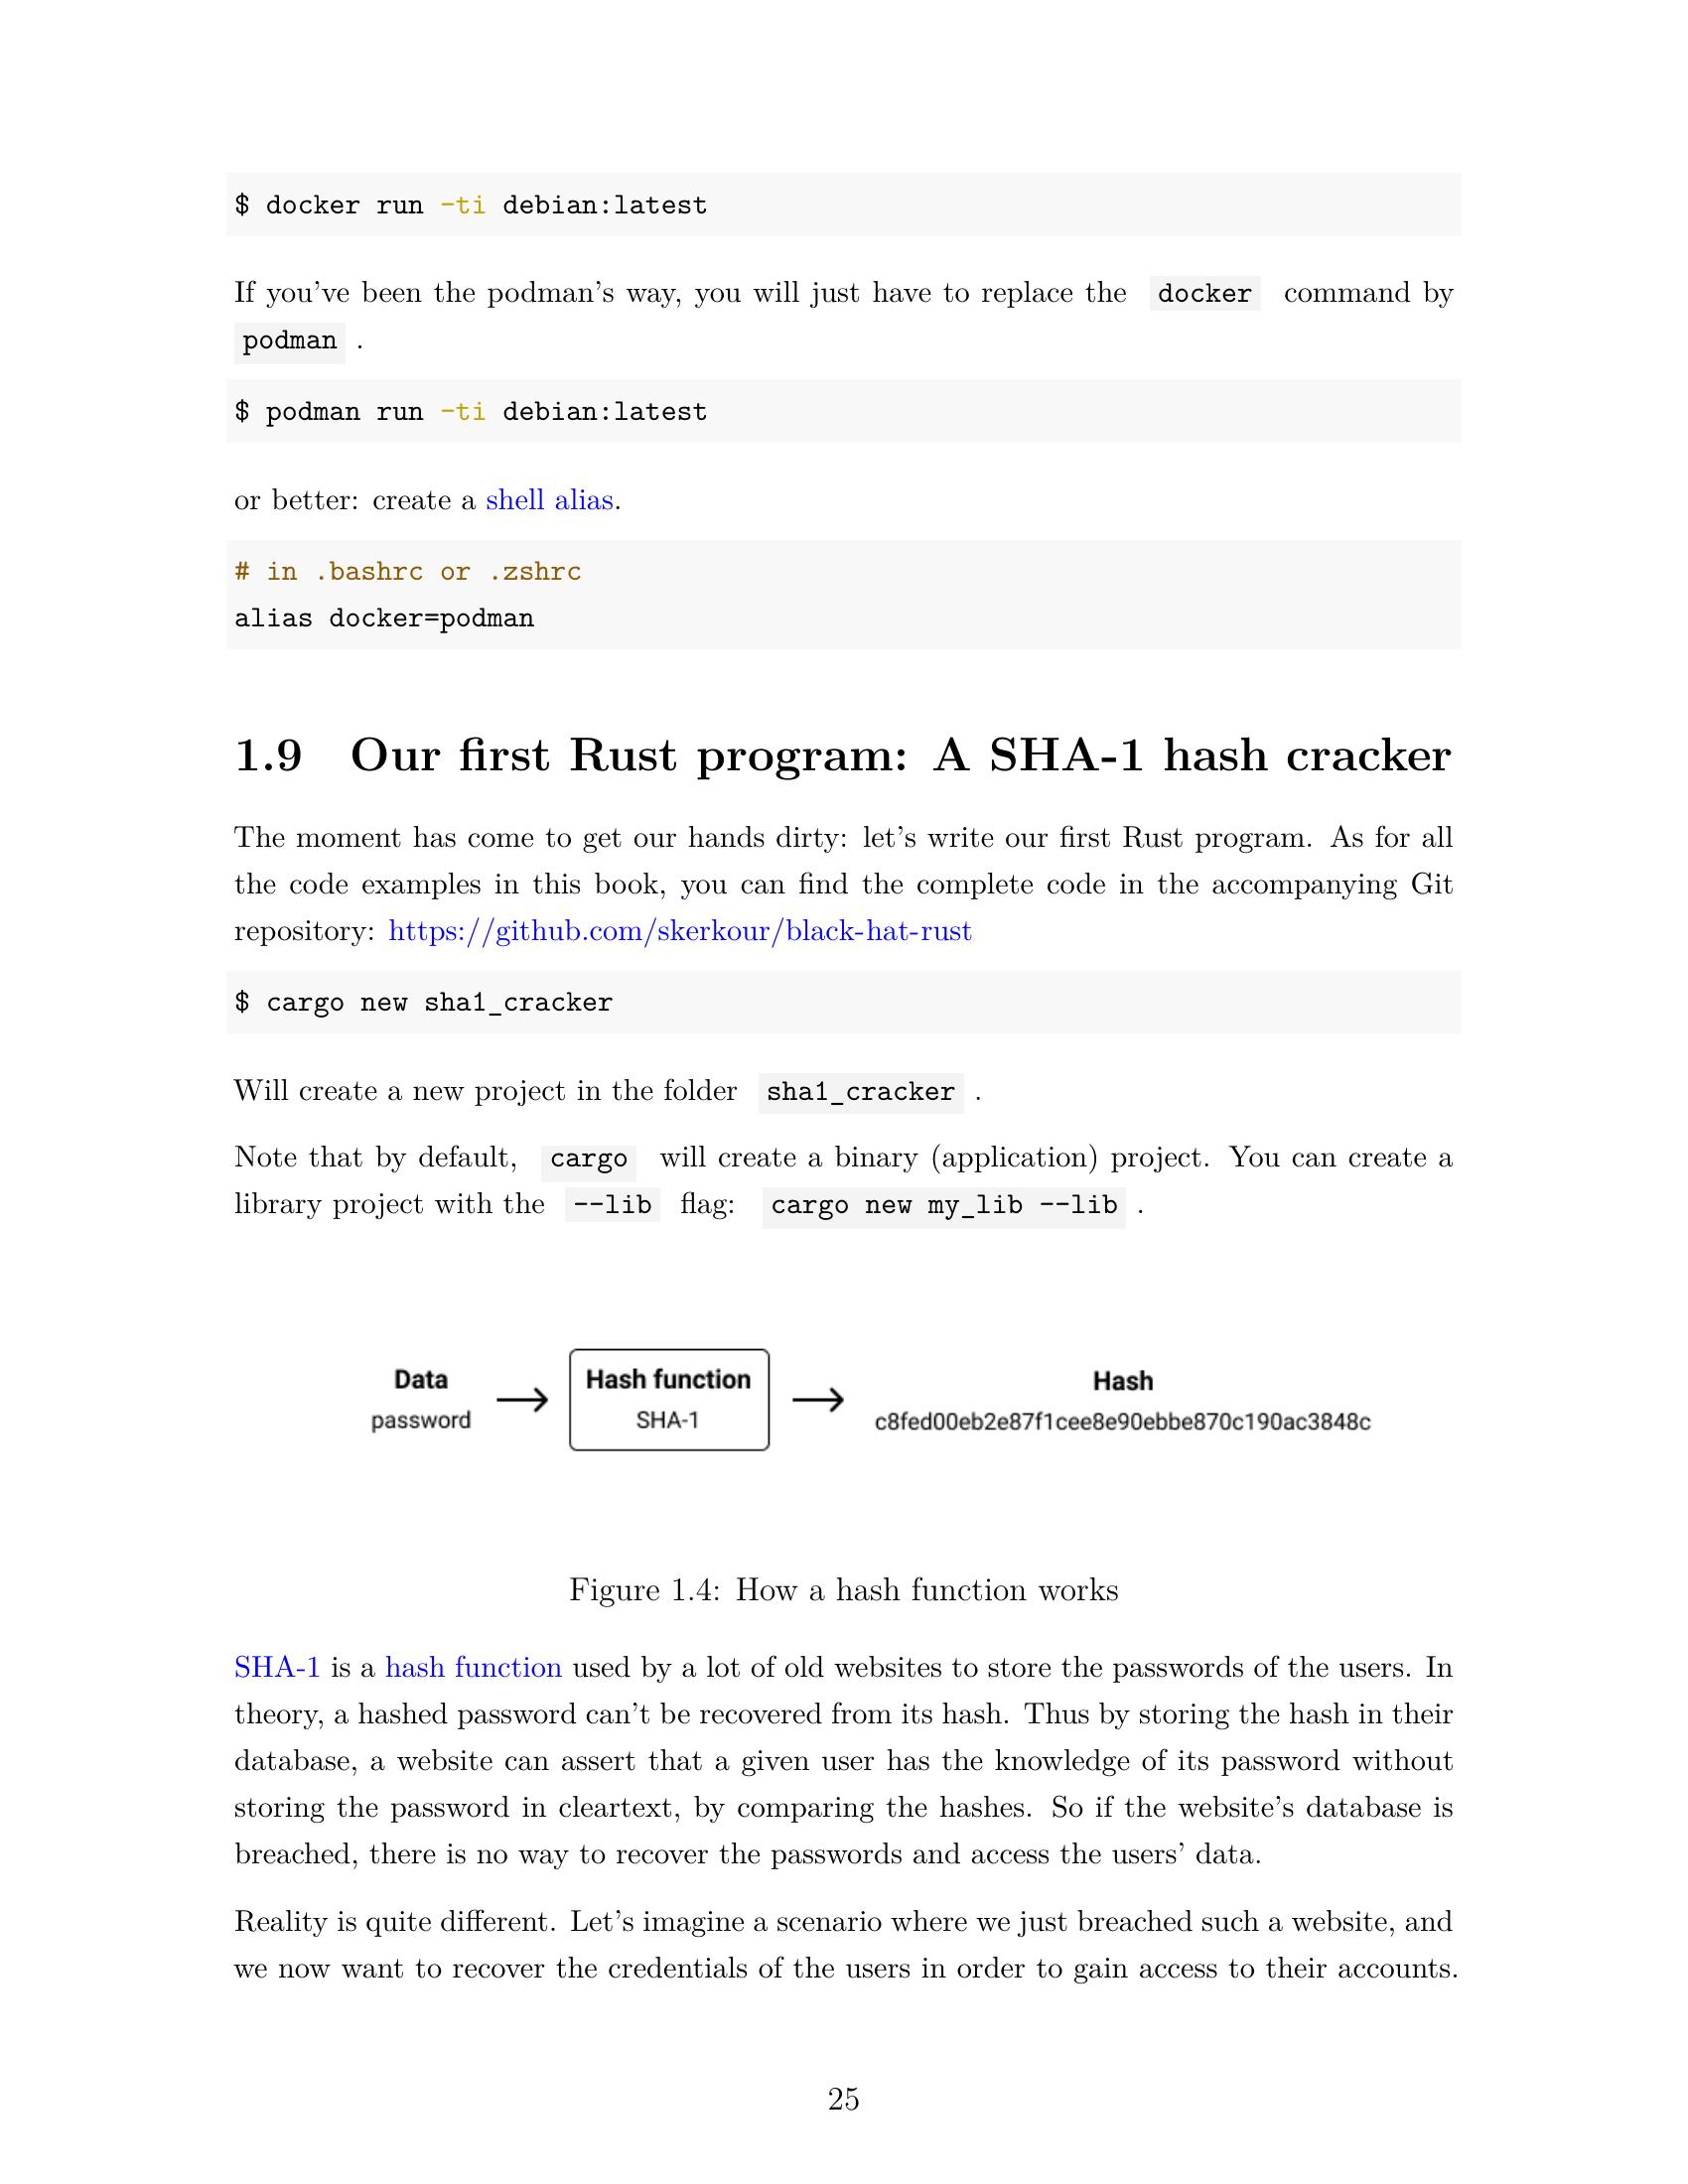 $ docker run -ti debian:latest
If you've been the podman's way, you will just have to replace the docker command by
podman .
$ podman run -ti debian:latest
or better: create a shell alias.
# in .bashrc or .zshrc
alias docker=podman
1.9 Our first Rust program: A SHA-1 hash cracker
The moment has come to get our hands dirty: let's write our first Rust program. As for all
the code examples in this book, you can find the complete code in the accompanying Git
repository: https://github.com/skerkour/black-hat-rust
$ cargo new sha1_cracker
Will create a new project in the folder sha1_cracker .
Note that by default, cargo will create a binary (application) project. You can create a
library project with the --lib flag: cargo new my_lib --lib .
Data
password
Hash function
SHA-1
Hash
c8fed00eb2e87f1cee8e90ebbe870c190ac3848c
Figure 1.4: How a hash function works
SHA-1 is a hash function used by a lot of old websites to store the passwords of the users. In
theory, a hashed password can't be recovered from its hash. Thus by storing the hash in their
database, a website can assert that a given user has the knowledge of its password without
storing the password in cleartext, by comparing the hashes. So if the website's database is
breached, there is no way to recover the passwords and access the users' data.
Reality is quite different. Let's imagine a scenario where we just breached such a website, and
we now want to recover the credentials of the users in order to gain access to their accounts.
25